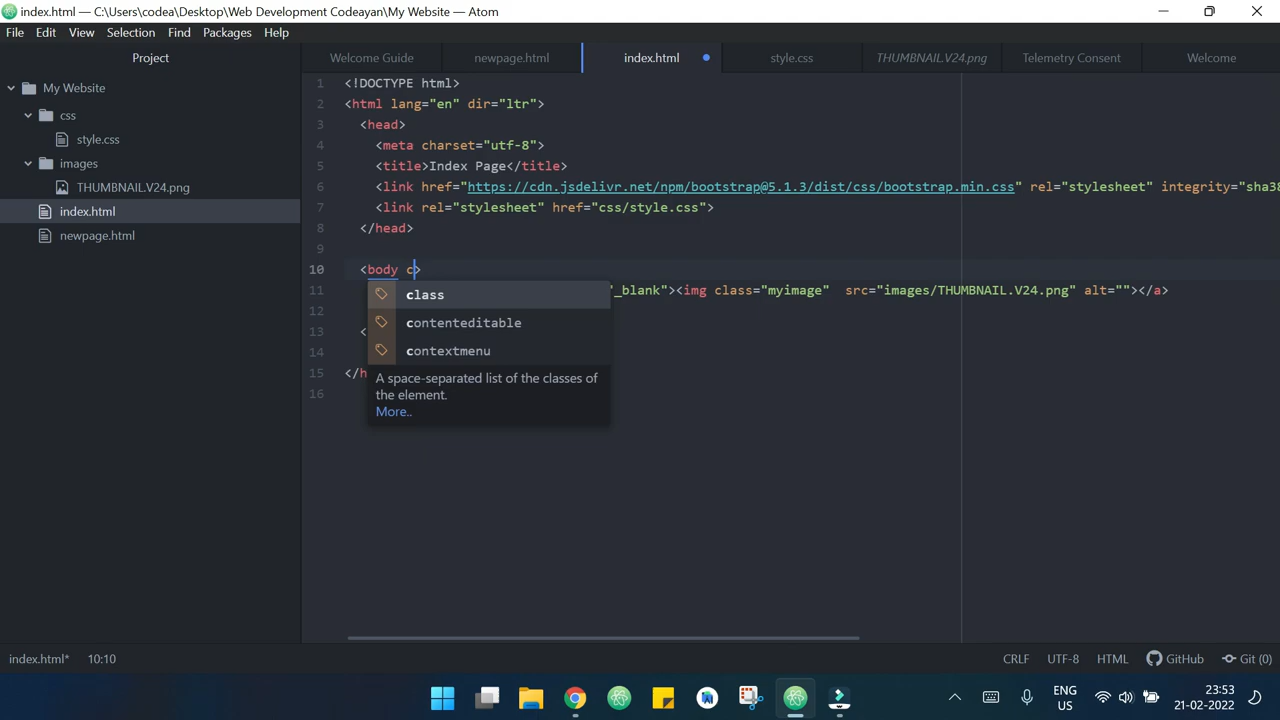 index.html — C:\Users\codea\Desktop\Web Development Codeayan\My Website — Atom
File Edit View Selection Find Packages Help
Project
Welcome Guide newpage.html index.html style.css THUMBNAIL.V24.png Telemetry Consent Welcome
My Website
css
style.css
images
THUMBNAIL.V24.png
index.html
newpage.html
1 <!DOCTYPE html>
2 <html lang="en" dir="ltr">
3 <head>
4 <meta charset="utf-8">
5 <title>Index Page</title>
6 <link href="https://cdn.jsdelivr.net/npm/bootstrap@5.1.3/dist/css/bootstrap.min.css" rel="stylesheet" integrity="sha38
7 <link rel="stylesheet" href="css/style.css">
8 </head>
9
10 <body c>
11 "_blank"><img class="myimage" src="images/THUMBNAIL.V24.png" alt=""></a>
12
13 <
14
15 </h
16
class
contenteditable
contextmenu
A space-separated list of the classes of
the element.
More..
index.html* 10:10 CRLF UTF-8 HTML GitHub Git (0)
ENG
US
23:53
21-02-2022